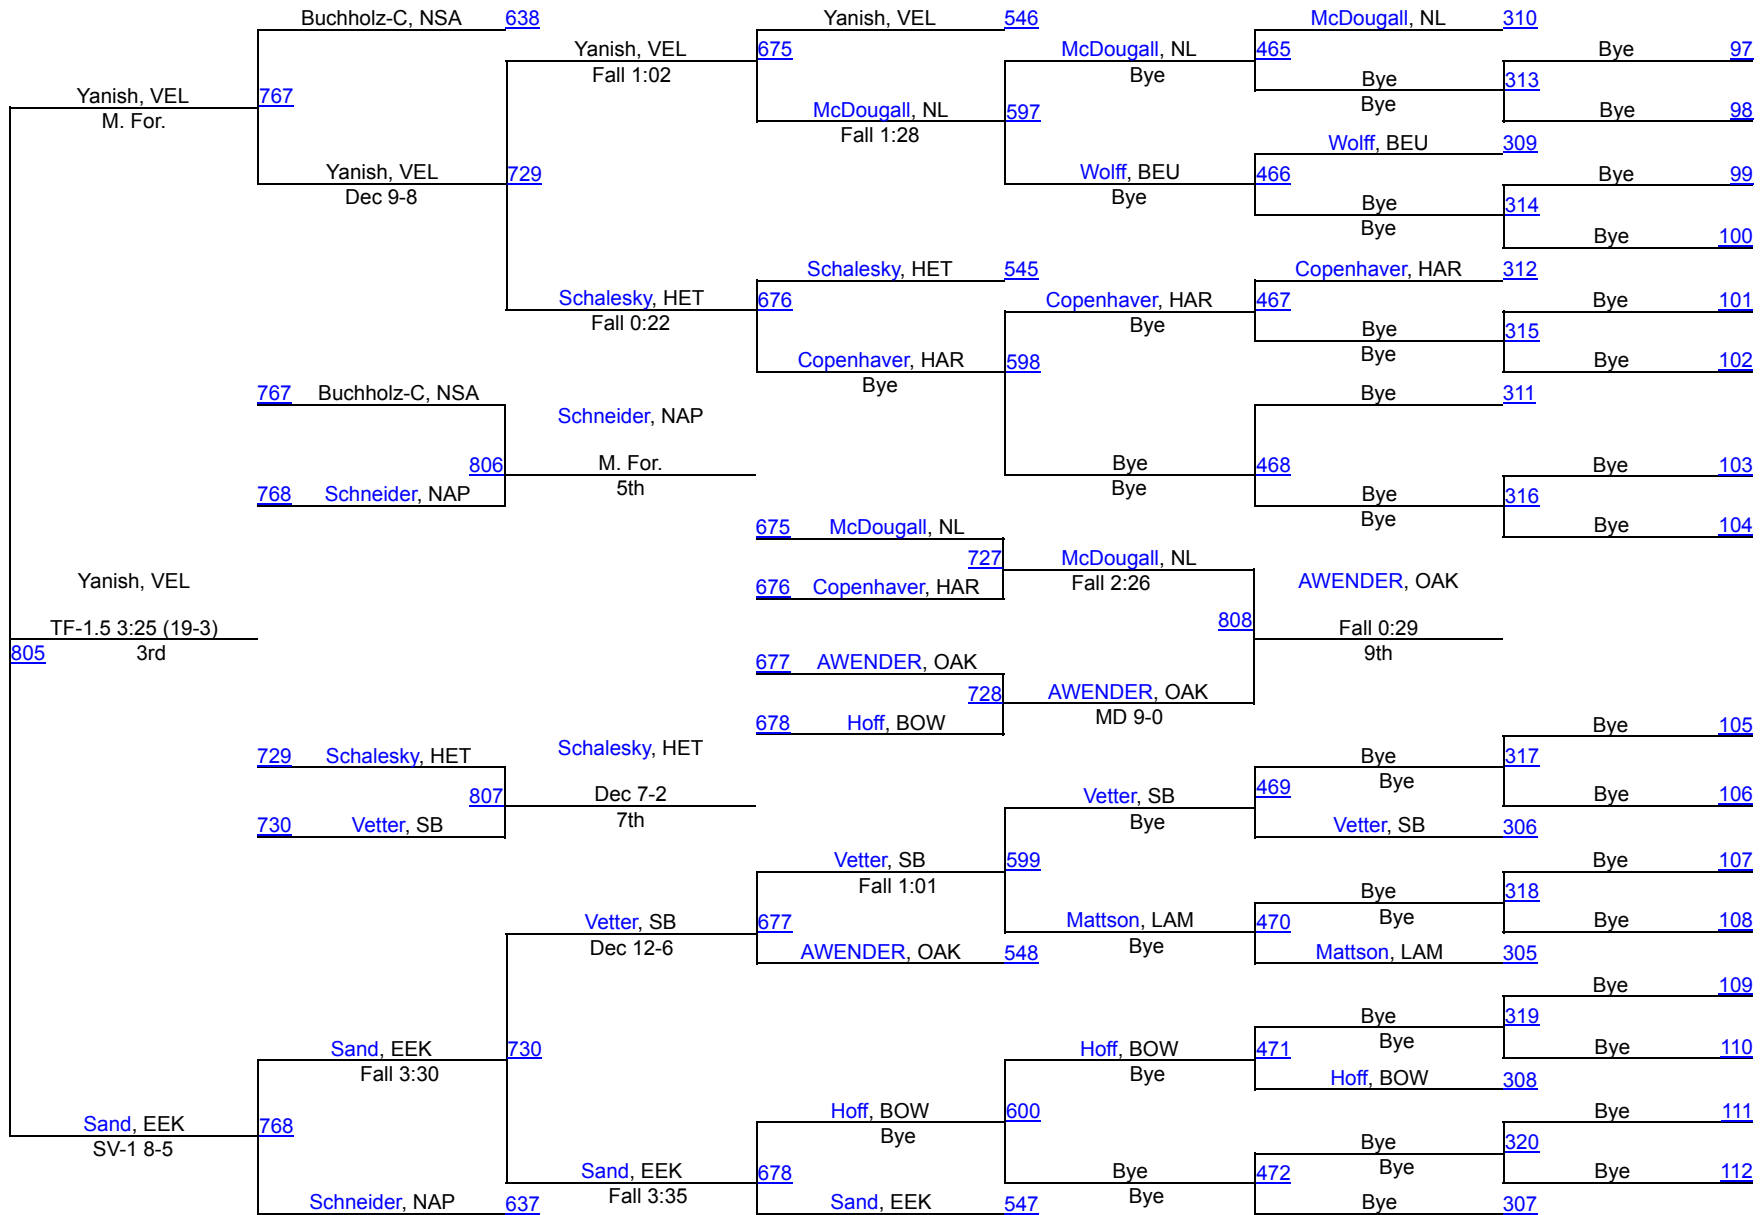 Buchholz-C, NSA 638 Yanish, VEL 546 McDougall, NL 310
Yanish, VEL 675 McDougall, NL 465 Bye 97
Fall 1:02 Bye Bye 313
Yanish, VEL 767 McDougall, NL 597 Bye Bye 98
M. For. Fall 1:28
Wolff, BEU 309
Yanish, VEL 729 Wolff, BEU 466 Bye 99
Dec 9-8 Bye Bye 314
Bye Bye 100
Schalesky, HET 545 Copenhaver, HAR 312
Schalesky, HET 676 Copenhaver, HAR 467 Bye 101
Fall 0:22 Bye Bye 315
Copenhaver, HAR 598 Bye Bye 102
Bye
767 Buchholz-C, NSA Bye 311
Schneider, NAP
806 M. For. Bye 468 Bye 103
768 Schneider, NAP 5th Bye Bye 316
Bye
675 McDougall, NL Bye 104
727 McDougall, NL
Yanish, VEL 676 Copenhaver, HAR Fall 2:26 AWENDER, OAK
TF-1.5 3:25 (19-3) 808 Fall 0:29
805 3rd 9th
677 AWENDER, OAK
728 AWENDER, OAK
678 Hoff, BOW MD 9-0
Bye 105
729 Schalesky, HET Schalesky, HET Bye 317
Bye
807 Dec 7-2 Vetter, SB 469 Bye 106
730 Vetter, SB 7th Bye Vetter, SB 306
Vetter, SB 599 Bye 107
Fall 1:01 Bye 318
Vetter, SB 677 Mattson, LAM 470 Bye Bye 108
Dec 12-6 AWENDER, OAK 548 Bye Mattson, LAM 305
Bye 109
Bye 319
Sand, EEK 730 Hoff, BOW 471 Bye Bye 110
Fall 3:30 Bye Hoff, BOW 308
Sand, EEK 768 Hoff, BOW 600 Bye 111
SV-1 8-5 Bye Bye 320
Sand, EEK 678 Bye 472 Bye Bye 112
Fall 3:35 Bye
Schneider, NAP 637 Sand, EEK 547 Bye 307